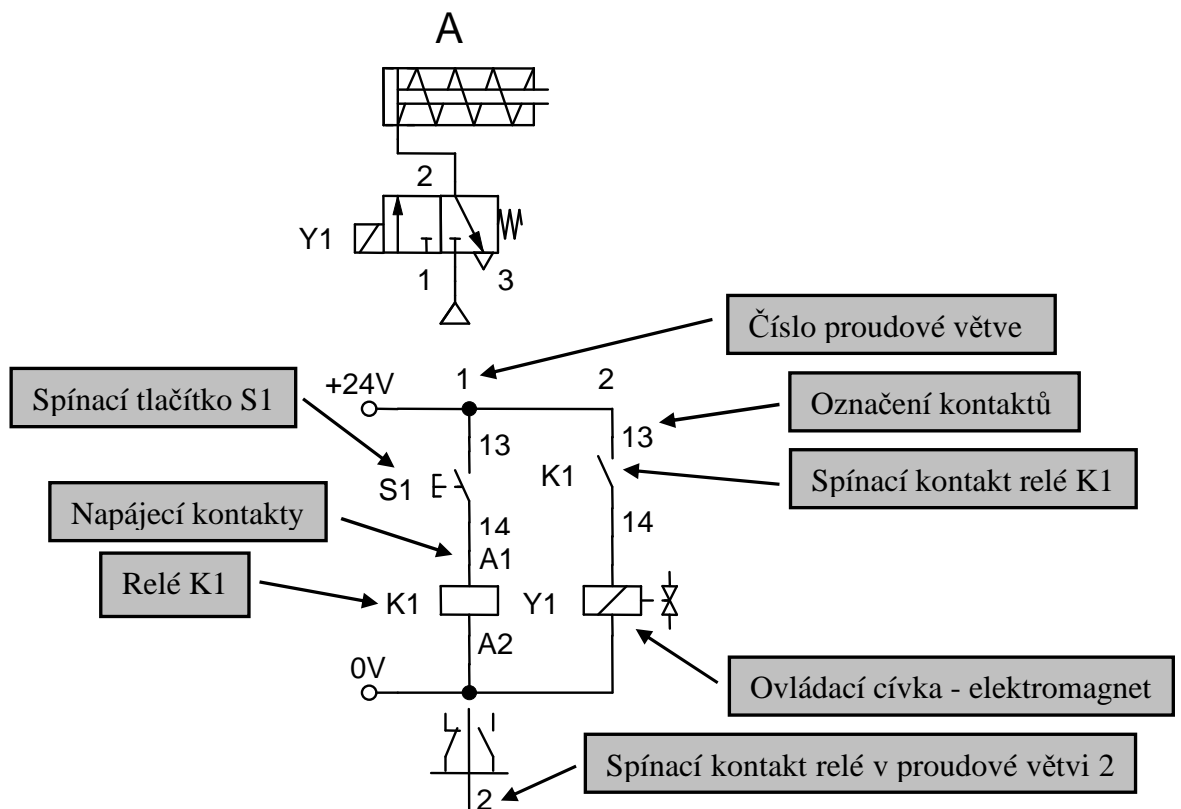 A
2
Y1
1
3
Číslo proudové větve
+24V
1
2
Spínací tlačítko S1
Označení kontaktů
13
13
S1
K1
Spínací kontakt relé K1
Napájecí kontakty
14
14
A1
Relé K1
K1
Y1
A2
0V
Ovládací cívka - elektromagnet
Spínací kontakt relé v proudové větvi 2
2